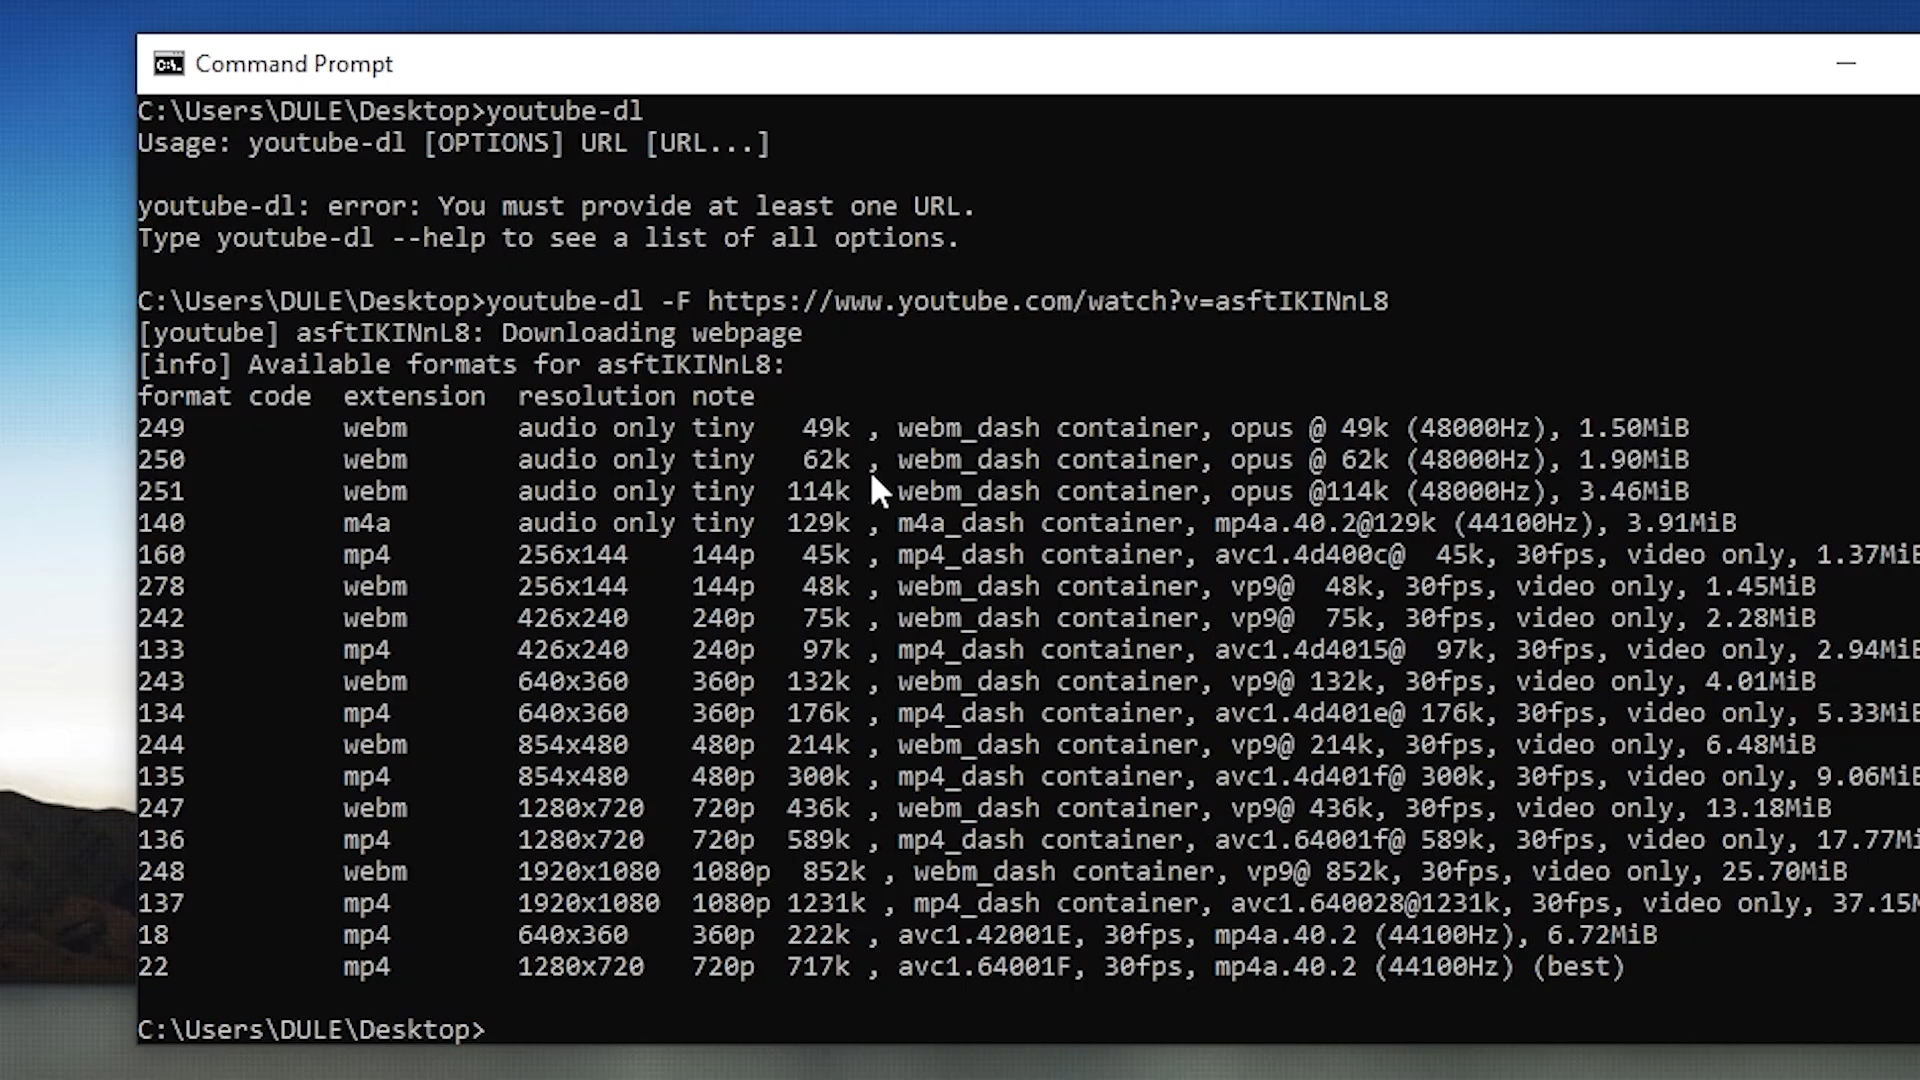 Command Prompt
C:\Users\DULE\Desktop>youtube-dl
Usage: youtube-dl [OPTIONS] URL [URL...]
youtube-dl: error: You must provide at least one URL.
Type youtube-dl --help to see a list of all options.
C:\Users\DULE\Desktop>youtube-dl -F https://www.youtube.com/watch?v=asftIKINnL8
[youtube] asftIKINnL8: Downloading webpage
[info] Available formats for asftIKINnL8:
format code  extension  resolution note
249          webm       audio only tiny   49k , webm_dash container, opus @ 49k (48000Hz), 1.50MiB
250          webm       audio only tiny   62k , webm_dash container, opus @ 62k (48000Hz), 1.90MiB
251          webm       audio only tiny  114k   webm_dash container, opus @114k (48000Hz), 3.46MiB
140          m4a        audio only tiny  129k , m4a_dash container, mp4a.40.2@129k (44100Hz), 3.91MiB
160          mp4        256x144    144p   45k , mp4_dash container, avc1.4d400c@  45k, 30fps, video only, 1.37MiB
278          webm       256x144    144p   48k , webm_dash container, vp9@  48k, 30fps, video only, 1.45MiB
242          webm       426x240    240p   75k , webm_dash container, vp9@  75k, 30fps, video only, 2.28MiB
133          mp4        426x240    240p   97k , mp4_dash container, avc1.4d4015@  97k, 30fps, video only, 2.94MiB
243          webm       640x360    360p  132k , webm_dash container, vp9@ 132k, 30fps, video only, 4.01MiB
134          mp4        640x360    360p  176k , mp4_dash container, avc1.4d401e@ 176k, 30fps, video only, 5.33MiB
244          webm       854x480    480p  214k , webm_dash container, vp9@ 214k, 30fps, video only, 6.48MiB
135          mp4        854x480    480p  300k , mp4_dash container, avc1.4d401f@ 300k, 30fps, video only, 9.06MiB
247          webm       1280x720   720p  436k , webm_dash container, vp9@ 436k, 30fps, video only, 13.18MiB
136          mp4        1280x720   720p  589k , mp4_dash container, avc1.64001f@ 589k, 30fps, video only, 17.77Mi
248          webm       1920x1080  1080p  852k , webm_dash container, vp9@ 852k, 30fps, video only, 25.70MiB
137          mp4        1920x1080  1080p 1231k , mp4_dash container, avc1.640028@1231k, 30fps, video only, 37.15M
18           mp4        640x360    360p  222k , avc1.42001E, 30fps, mp4a.40.2 (44100Hz), 6.72MiB
22           mp4        1280x720   720p  717k , avc1.64001F, 30fps, mp4a.40.2 (44100Hz) (best)
C:\Users\DULE\Desktop>